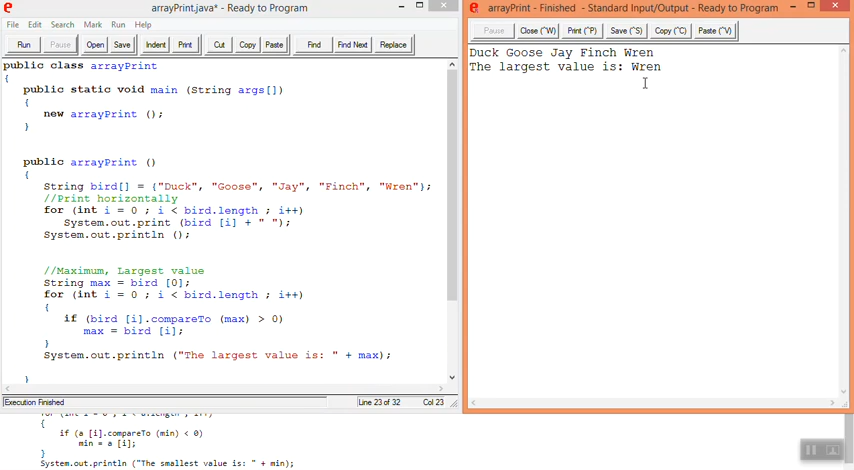 arrayPrint.java* - Ready to Program
File Edit Search Mark Run Help
Run Pause Open Save Indent Print Cut Copy Paste Find Find Next Replace
public class arrayPrint
{
public static void main (String args[])
{
new arrayPrint ();
}
public arrayPrint ()
{
String bird[] = {"Duck", "Goose", "Jay", "Finch", "Wren"};
//Print horizontally
for (int i = 0 ; i < bird.length ; i++)
System.out.print (bird [i] + " ");
System.out.println ();
//Maximum, Largest value
String max = bird [0];
for (int i = 0 ; i < bird.length ; i++)
{
if (bird [i].compareTo (max) > 0)
max = bird [i];
}
System.out.println ("The largest value is: " + max);
}
Execution Finished Line 23 of 32 Col 23
{
if (a [i].compareTo (min) < 0)
min = a [i];
}
System.out.println ("The smallest value is: " + min);
arrayPrint - Finished - Standard Input/Output - Ready to Program
Pause Close (^W) Print (^P) Save (^S) Copy (^C) Paste (^V)
Duck Goose Jay Finch Wren
The largest value is: Wren